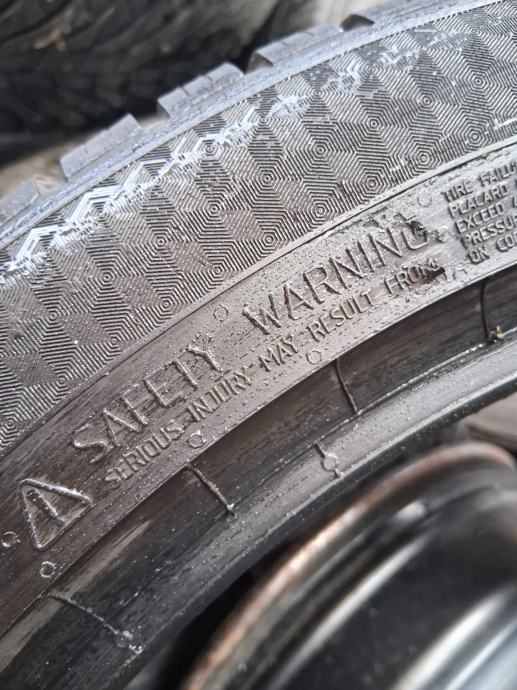 SAFETY WARNING
SERIOUS INJURY MAY RESULT FROM:
TIRE FAILU
PLACARD
EXCEED
PRESSU
ON CO